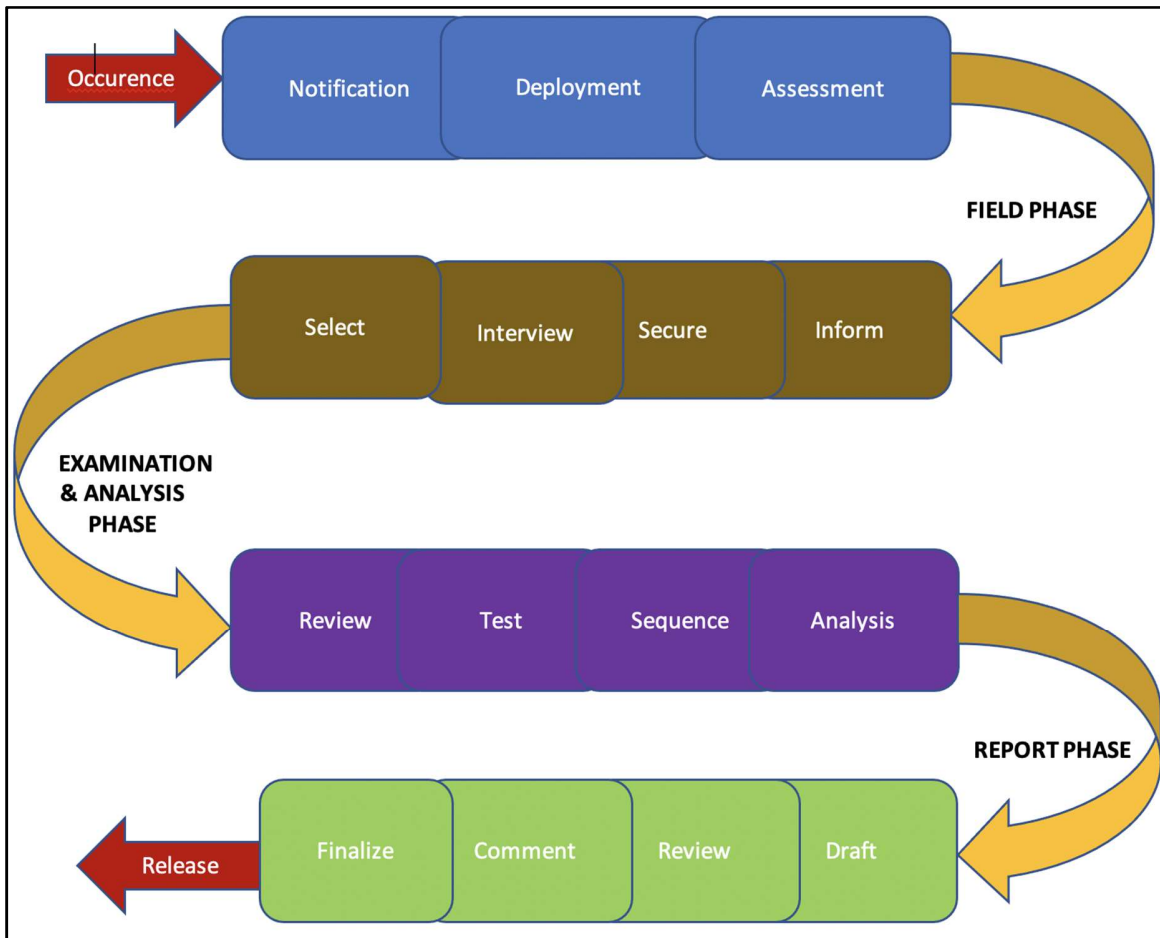 Occurence
Notification
Deployment
Assessment
FIELD PHASE
Select
Interview
Secure
Inform
EXAMINATION
& ANALYSIS
PHASE
Review
Test
Sequence
Analysis
REPORT PHASE
Finalize
Comment
Review
Draft
Release